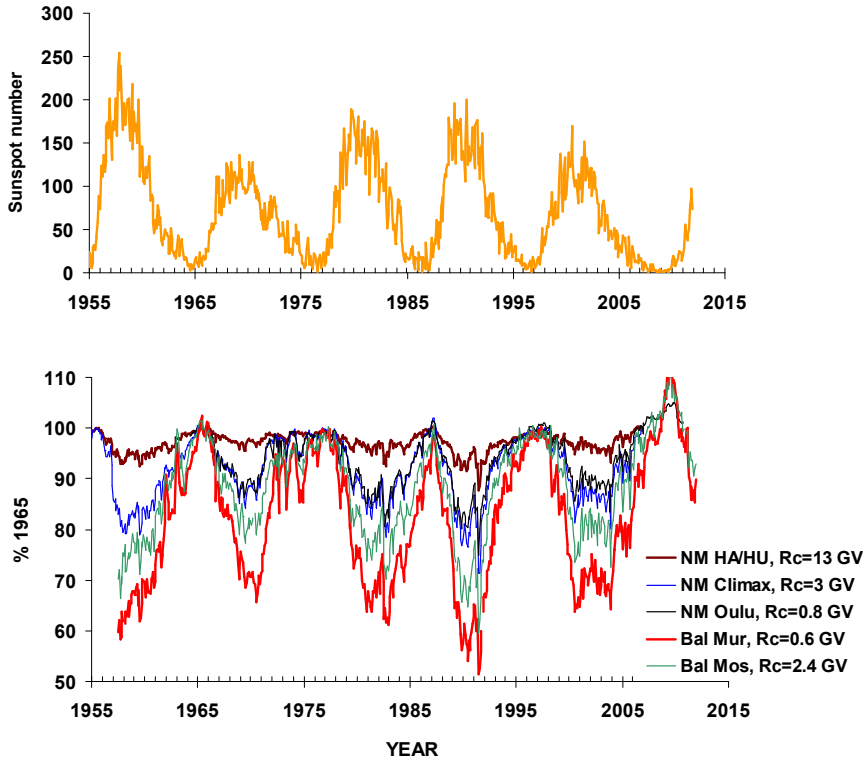 300
250
200
150
100
50
0
Sunspot number
1955 1965 1975 1985 1995 2005 2015
110
100
90
80
70
60
50
% 1965
NM HA/HU, Rc=13 GV
NM Climax, Rc=3 GV
NM Oulu, Rc=0.8 GV
Bal Mur, Rc=0.6 GV
Bal Mos, Rc=2.4 GV
1955 1965 1975 1985 1995 2005 2015
YEAR